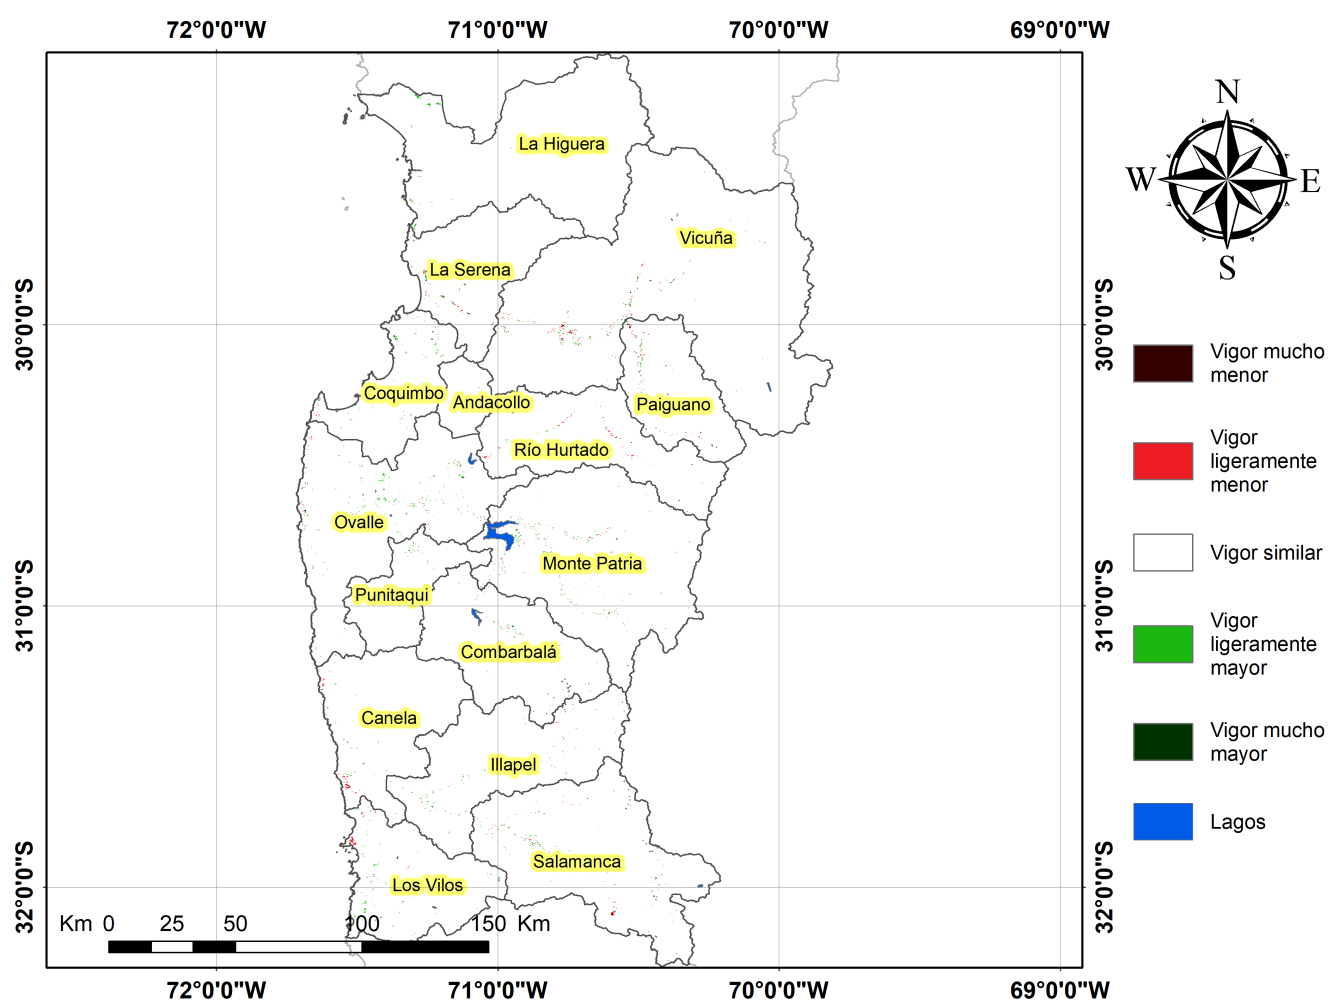 72°0'0"W 71°0'0"W 70°0'0"W 69°0'0"W
N
W E
S
La Higuera
Vicuña
La Serena
30°0'0"S 30°0'0"S
Coquimbo
Andacollo
Paiguano
Río Hurtado
Ovalle
Monte Patria
Punitaqui
31°0'0"S 31°0'0"S
Combarbalá
Canela
Illapel
Salamanca
Los Vilos
32°0'0"S 32°0'0"S
Km 0 25 50 100 150 Km
72°0'0"W 71°0'0"W 70°0'0"W 69°0'0"W
Vigor mucho
menor
Vigor
ligeramente
menor
Vigor similar
Vigor
ligeramente
mayor
Vigor mucho
mayor
Lagos